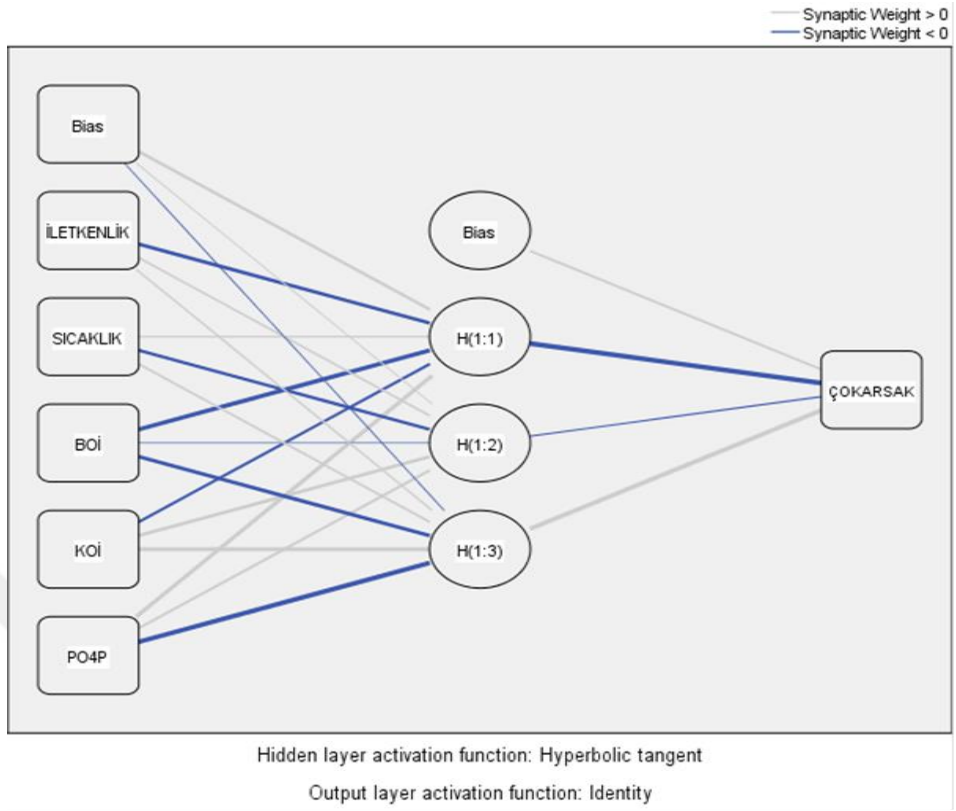 Synaptic Weight > 0
Synaptic Weight < 0
Bias
İLETKENLİK
SICAKLIK
BOİ
KOİ
PO4P
Bias
H(1:1)
H(1:2)
H(1:3)
ÇOKARSAK
Hidden layer activation function: Hyperbolic tangent
Output layer activation function: Identity